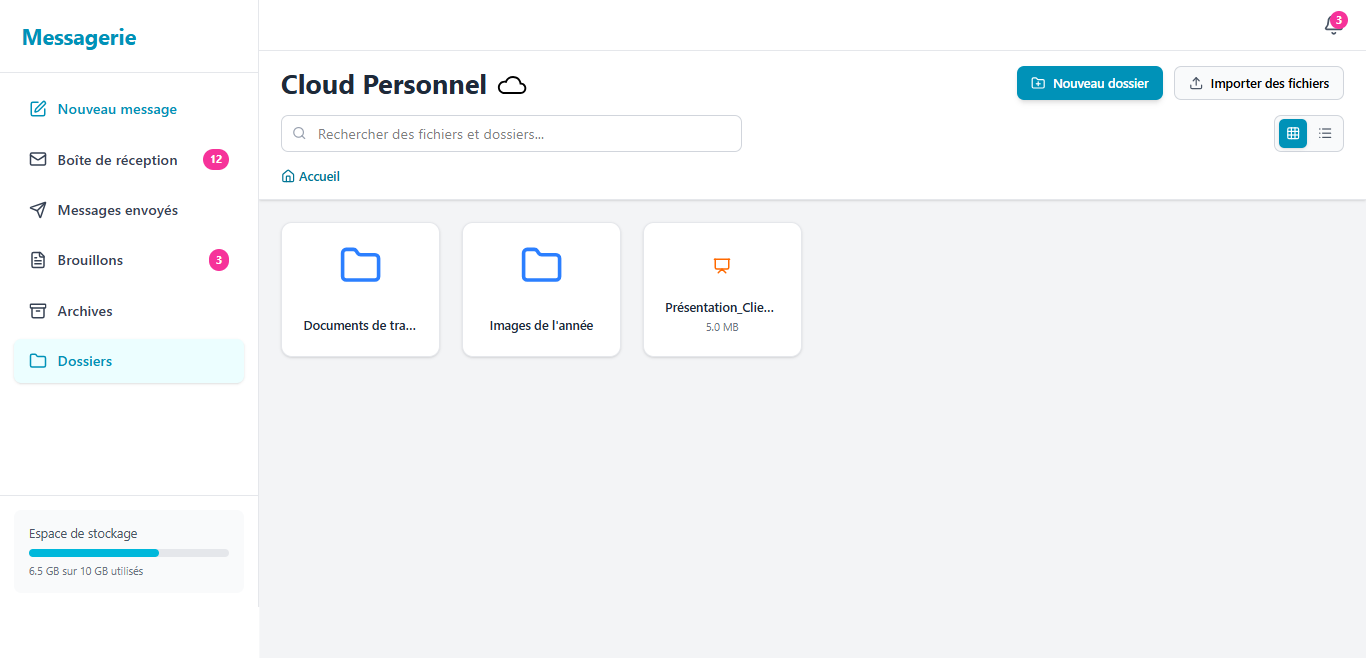 Messagerie
3
Cloud Personnel
Nouveau dossier
Importer des fichiers
Nouveau message
Rechercher des fichiers et dossiers...
Boîte de réception
12
Accueil
Messages envoyés
Brouillons
3
Archives
Dossiers
Documents de tra...
Images de l'année
Présentation_Clie...
5.0 MB
Espace de stockage
6.5 GB sur 10 GB utilisés